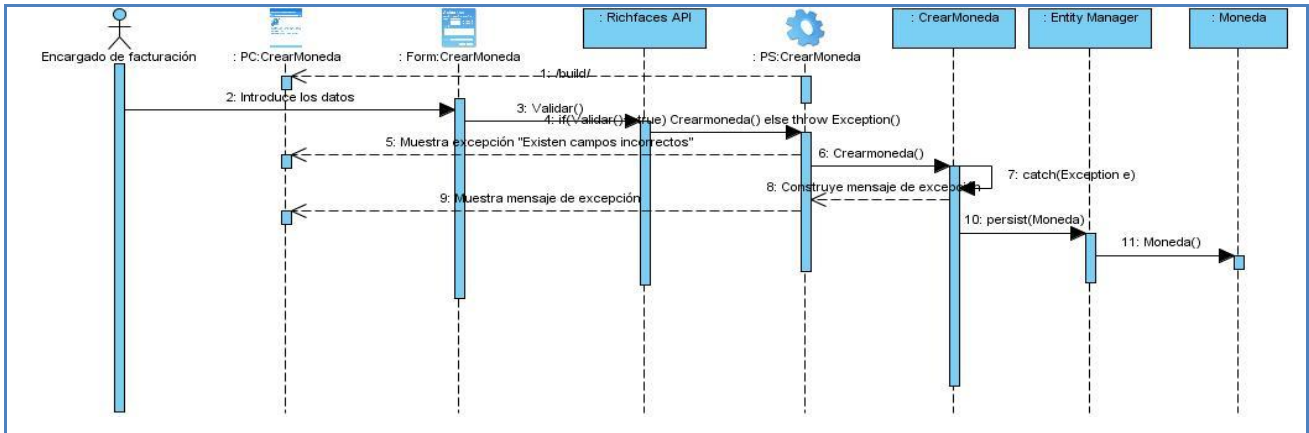 : Richfaces API
: CrearMoneda
: Entity Manager
: Moneda
Encargado de facturación
: PC:CrearMoneda
: Form:CrearMoneda
: PS:CrearMoneda
1: /build/
2: Introduce los datos
3: Validar()
4: if(Validar() true) Crearmoneda() else throw Exception()
5: Muestra excepción "Existen campos incorrectos"
6: Crearmoneda()
7: catch(Exception e)
8: Construye mensaje de excepción
9: Muestra mensaje de excepción
10: persist(Moneda)
11: Moneda()